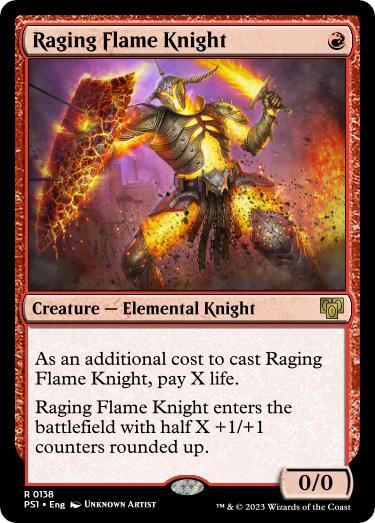 Raging Flame Knight
Creature — Elemental Knight
As an additional cost to cast Raging
Flame Knight, pay X life.
Raging Flame Knight enters the
battlefield with half X +1/+1
counters rounded up.
0/0
R 0138
PS1 • Eng Unknown Artist
™ & © 2023 Wizards of the Coast